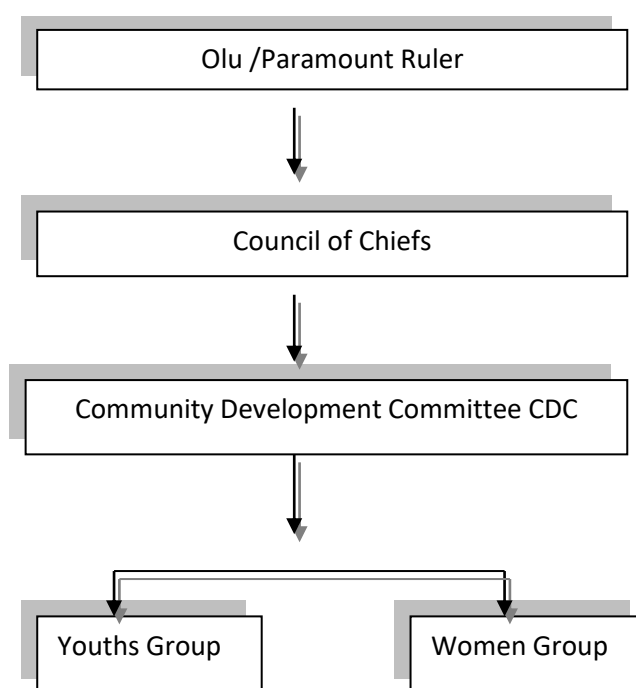 Olu /Paramount Ruler
Council of Chiefs
Community Development Committee CDC
Youths Group
Women Group